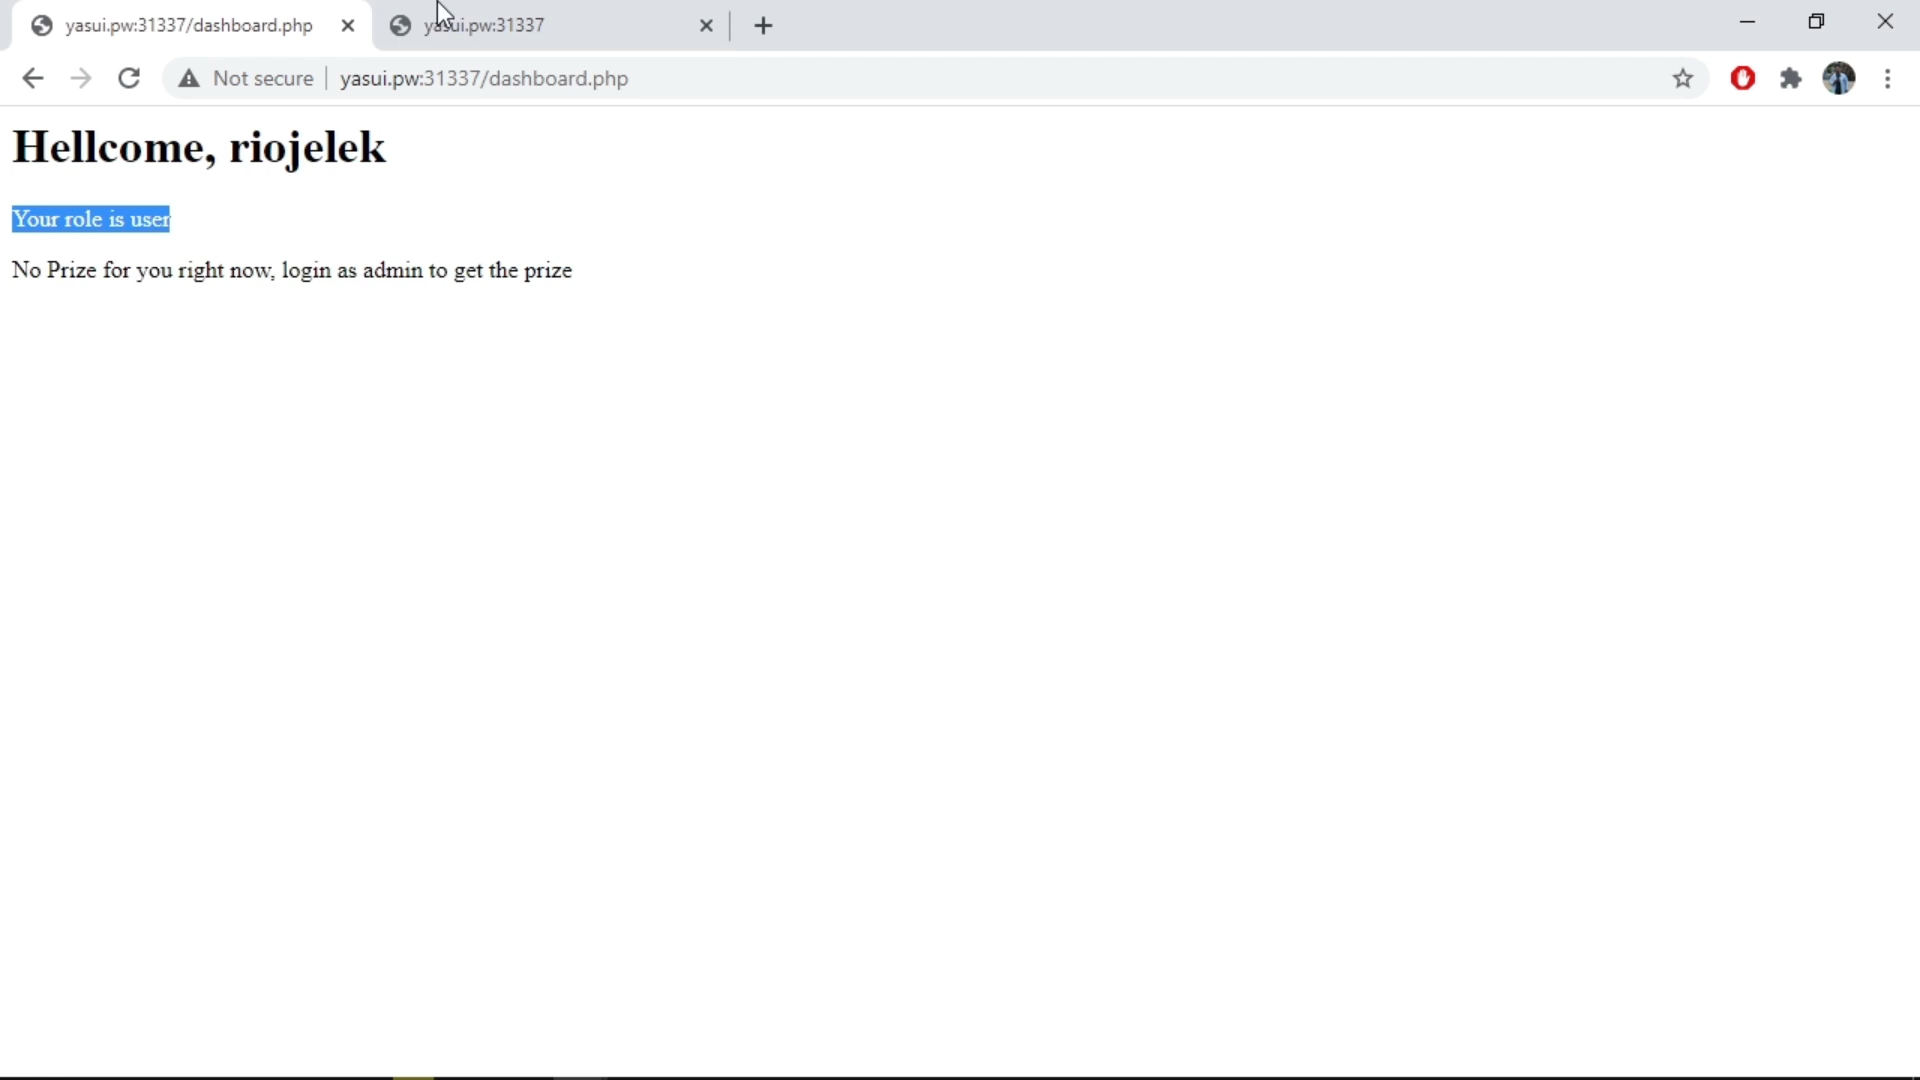 yasui.pw:31337/dashboard.php
yasui.pw:31337
Not secure
yasui.pw:31337/dashboard.php
Hellcome, riojelek
Your role is user
No Prize for you right now, login as admin to get the prize